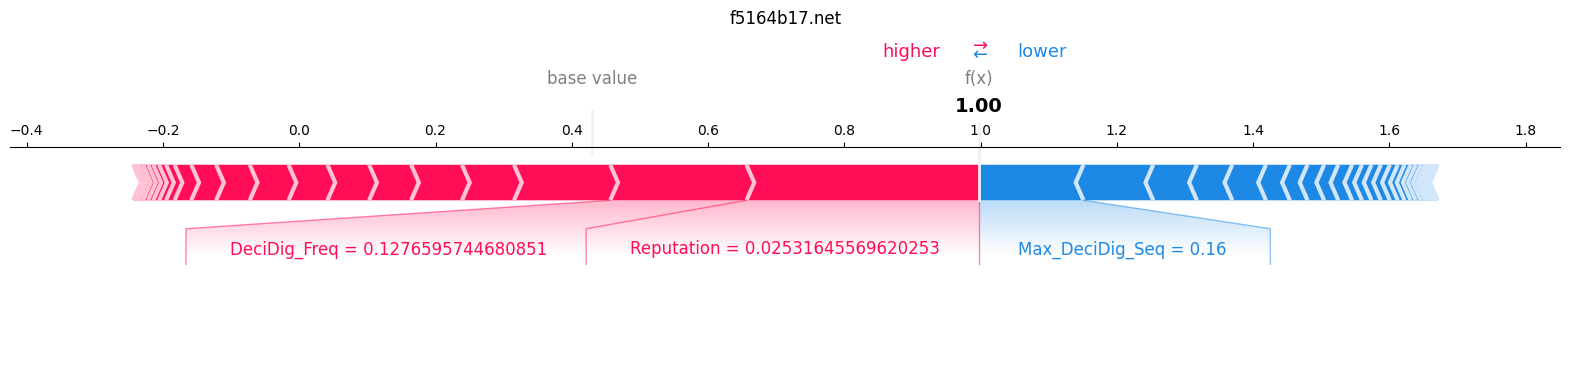 f5164b17.net
higher → ← lower
base value f(x)
1.00
−0.4 −0.2 0.0 0.2 0.4 0.6 0.8 1.0 1.2 1.4 1.6 1.8
DeciDig_Freq = 0.1276595744680851 Reputation = 0.02531645569620253 Max_DeciDig_Seq = 0.16